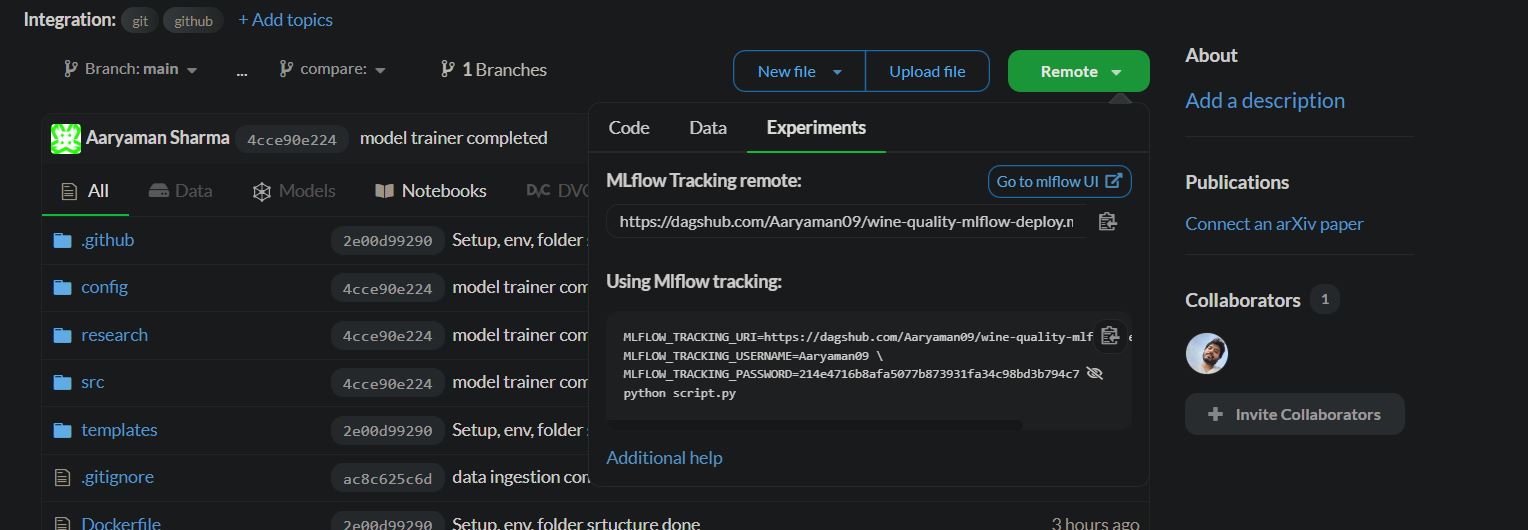 Integration: git github + Add topics
Branch: main ... compare: 1 Branches
New file Upload file Remote
Aaryaman Sharma 4cce90e224 model trainer completed
All Data Models Notebooks DVC
.github 2e00d99290 Setup, env, folder
config 4cce90e224 model trainer com
research 4cce90e224 model trainer com
src 4cce90e224 model trainer com
templates 2e00d99290 Setup, env, folder
.gitignore ac8c625c6d data ingestion con
Dockerfile 2e00d99290 Setup, env, folder srtucture done 3 hours ago
Code Data Experiments
MLflow Tracking remote: Go to mlflow UI
https://dagshub.com/Aaryaman09/wine-quality-mlflow-deploy.m
Using Mlflow tracking:
MLFLOW_TRACKING_URI=https://dagshub.com/Aaryaman09/wine-quality-mlf
MLFLOW_TRACKING_USERNAME=Aaryaman09 \
MLFLOW_TRACKING_PASSWORD=214e4716b8afa5077b873931fa34c98bd3b794c7
python script.py
Additional help
About
Add a description
Publications
Connect an arXiv paper
Collaborators 1
Invite Collaborators